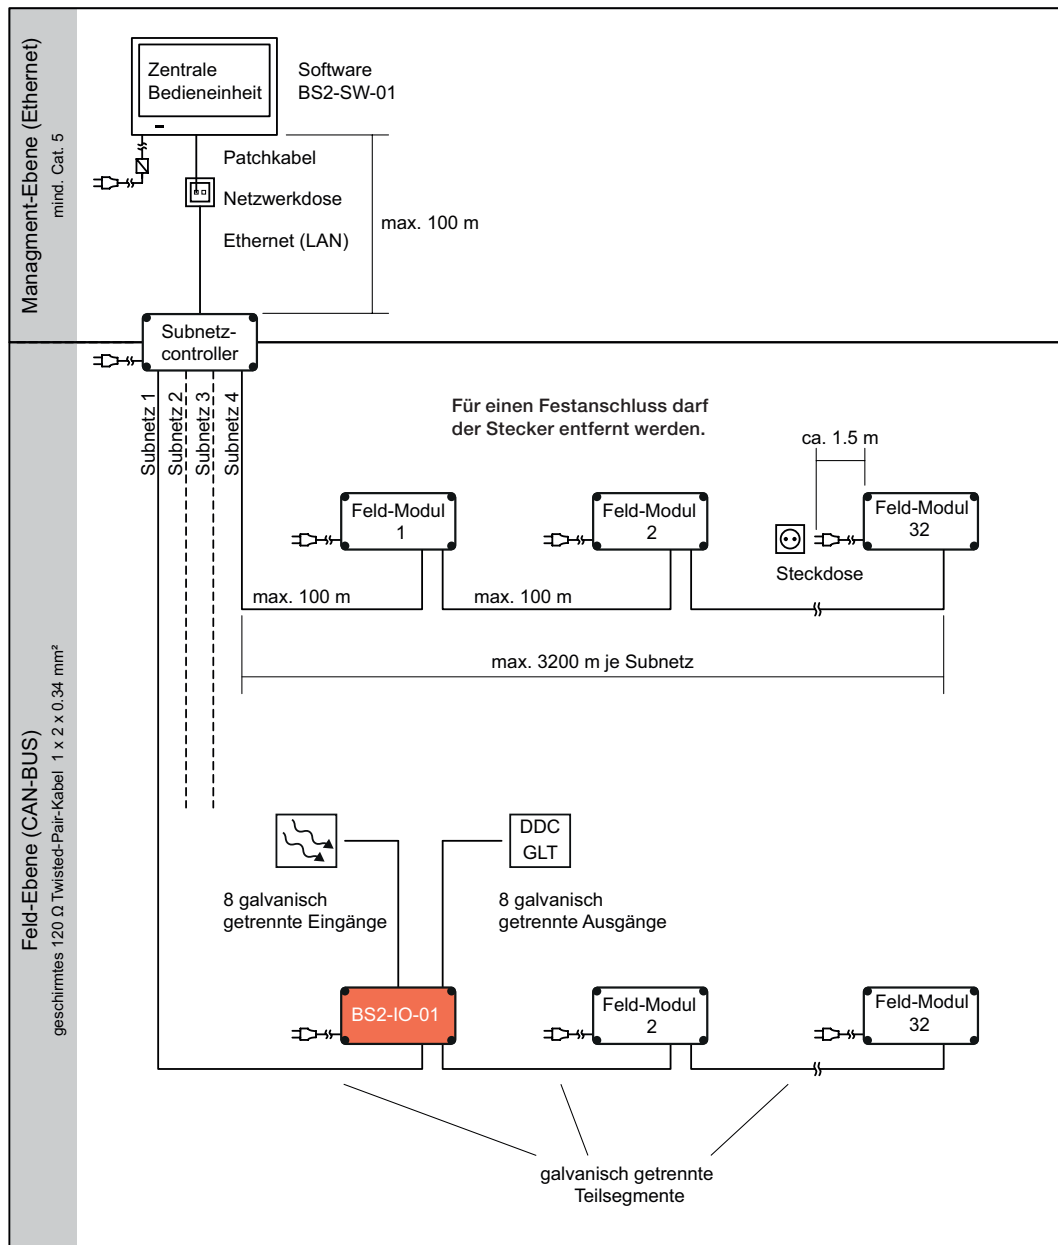 Managment-Ebene (Ethernet)
mind. Cat. 5
Zentrale
Bedieneinheit
Software
BS2-SW-01
Patchkabel
Netzwerkdose
Ethernet (LAN)
max. 100 m
Subnetz-
controller
Feld-Ebene (CAN-BUS)
geschirmtes 120 Ω Twisted-Pair-Kabel 1 x 2 x 0.34 mm²
Subnetz 1
Subnetz 2
Subnetz 3
Subnetz 4
Für einen Festanschluss darf
der Stecker entfernt werden.
ca. 1.5 m
Feld-Modul
1
Feld-Modul
2
Feld-Modul
32
Steckdose
max. 100 m
max. 100 m
max. 3200 m je Subnetz
DDC
GLT
8 galvanisch
getrennte Eingänge
8 galvanisch
getrennte Ausgänge
BS2-IO-01
Feld-Modul
2
Feld-Modul
32
galvanisch getrennte
Teilsegmente